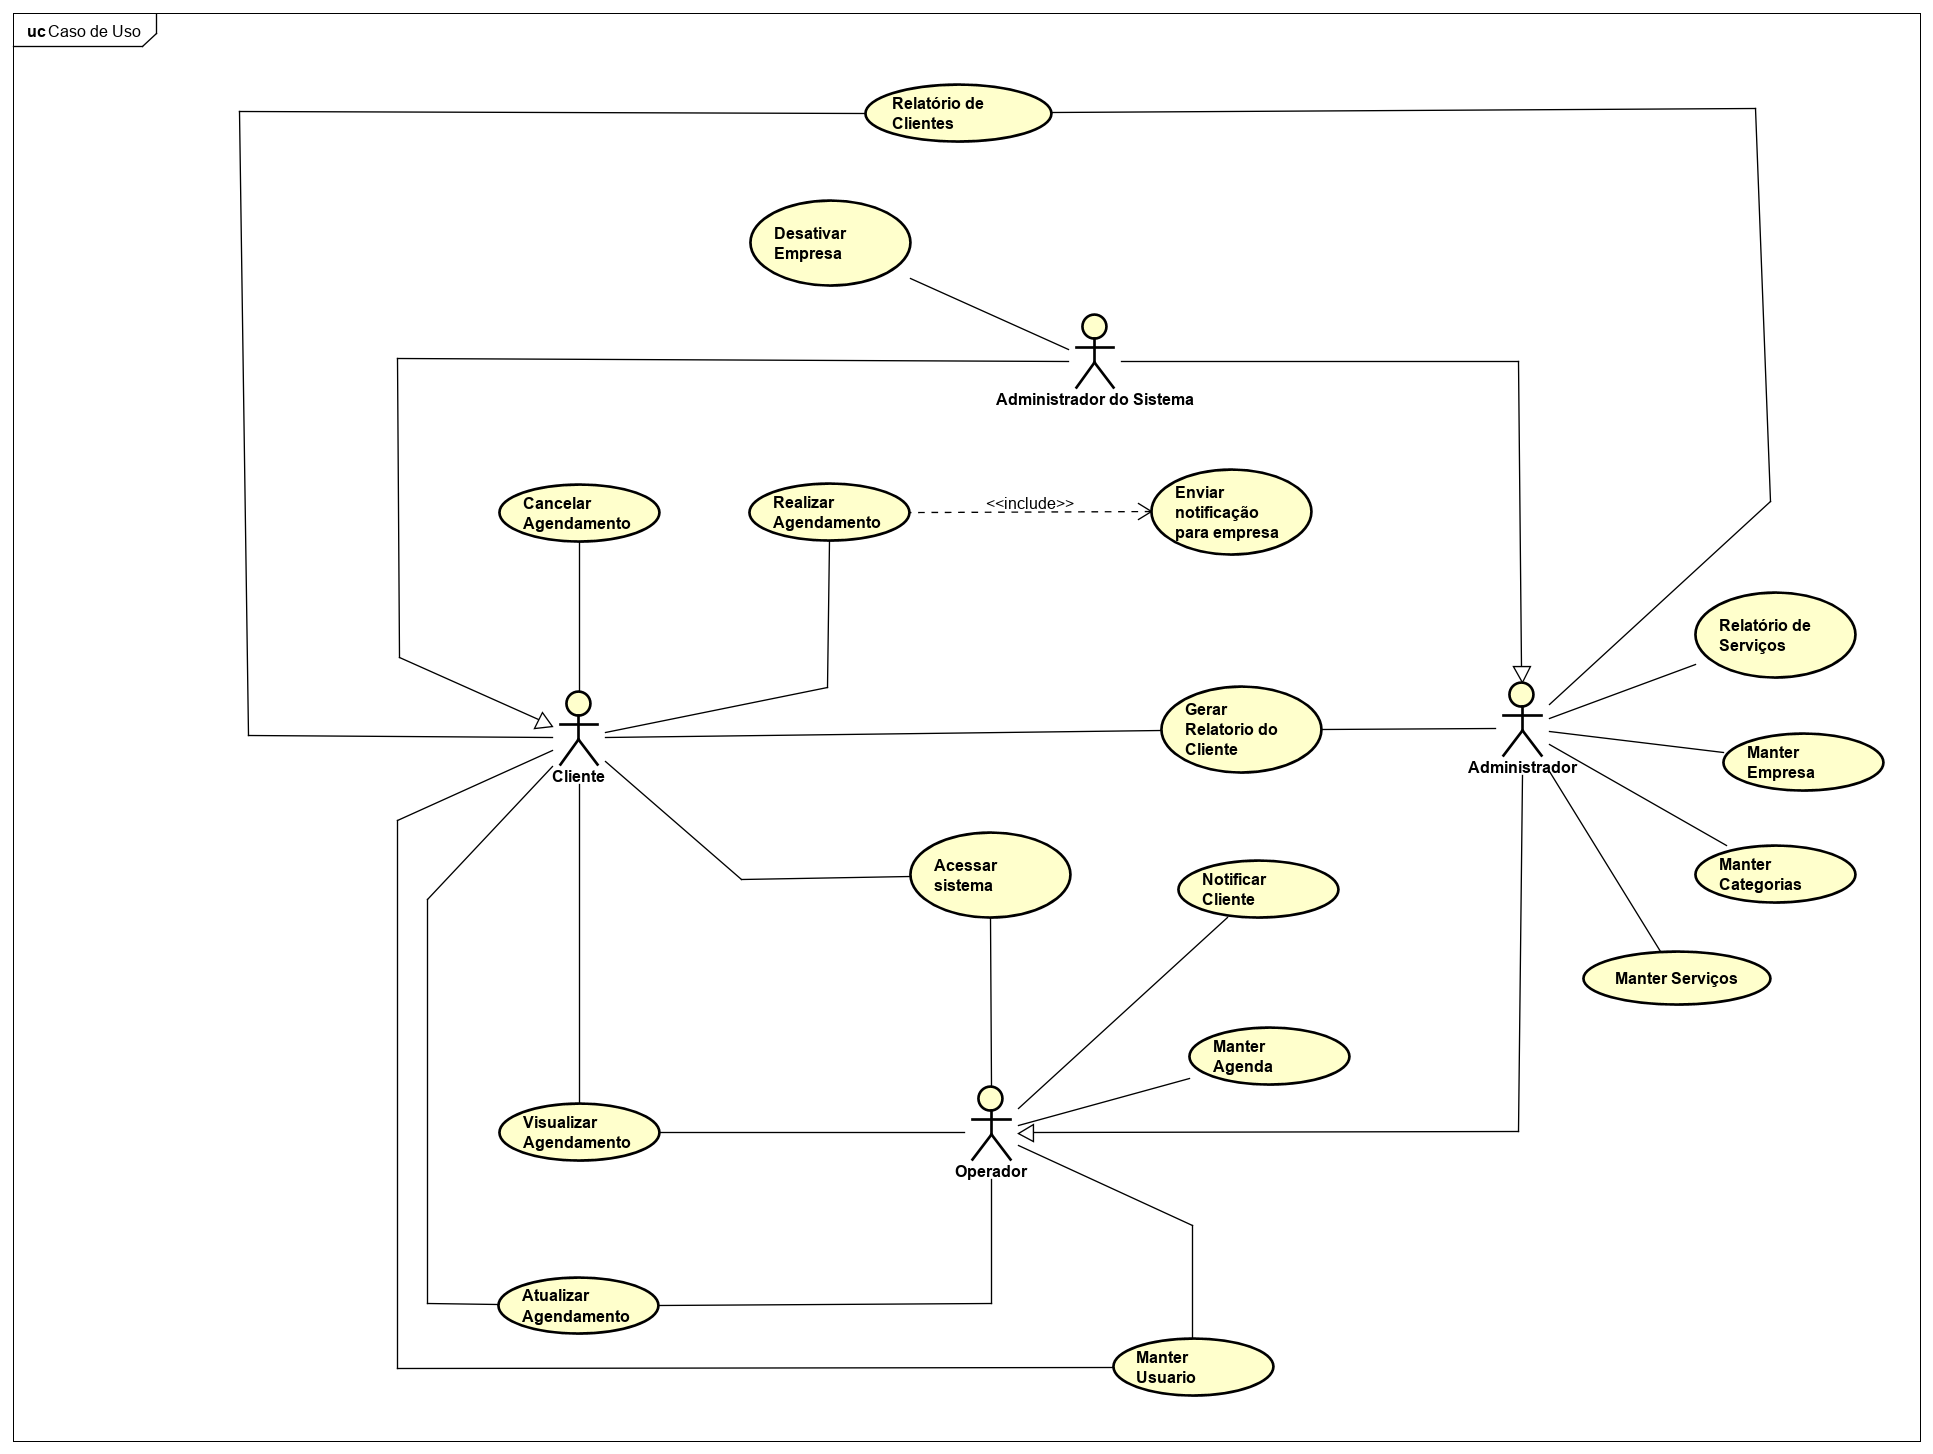 uc Caso de Uso
Relatório de
Clientes
Desativar
Empresa
Administrador do Sistema
Cancelar
Agendamento
Realizar
Agendamento
<<include>>
Enviar
notificação
para empresa
Relatório de
Serviços
Gerar
Relatorio do
Cliente
Cliente
Administrador
Manter
Empresa
Acessar
sistema
Notificar
Cliente
Manter
Categorias
Manter Serviços
Manter
Agenda
Visualizar
Agendamento
Operador
Atualizar
Agendamento
Manter
Usuario